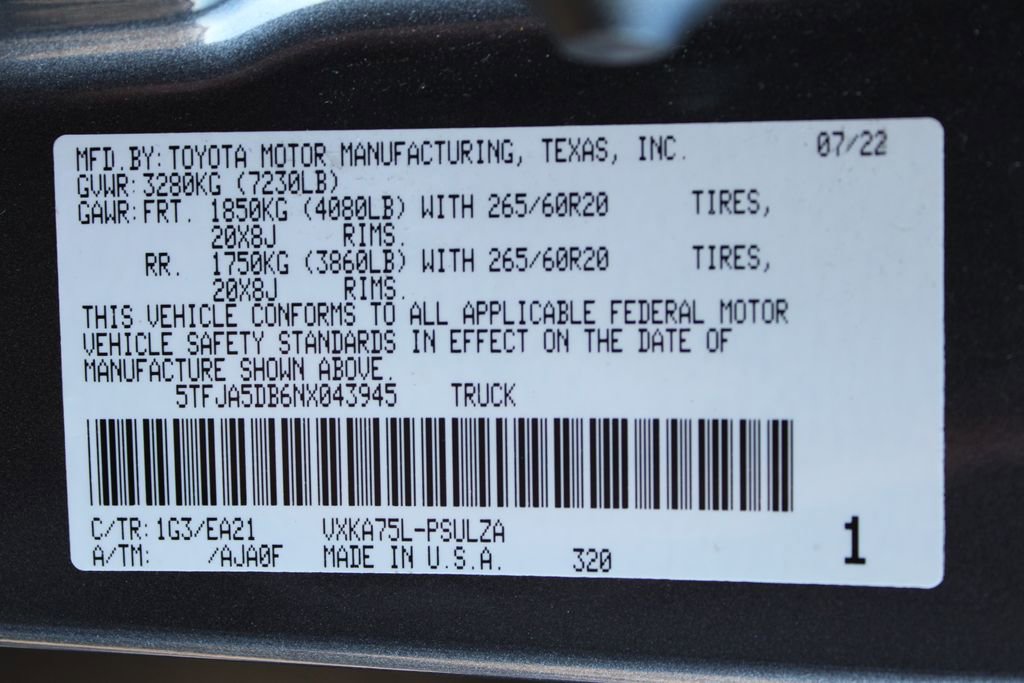 MFD.BY: TOYOTA MOTOR MANUFACTURING, TEXAS, INC. 07/22
GVWR: 3280KG (7230LB)
GAWR: FRT. 1850KG (4080LB) WITH 265/60R20 TIRES,
20X8J RIMS.
RR. 1750KG (3860LB) WITH 265/60R20 TIRES,
20X8J RIMS.
THIS VEHICLE CONFORMS TO ALL APPLICABLE FEDERAL MOTOR
VEHICLE SAFETY STANDARDS IN EFFECT ON THE DATE OF
MANUFACTURE SHOWN ABOVE.
5TFJA5DB6NX043945 TRUCK
C/TR: 1G3/EA21 VXKA75L-PSULZA
A/TM: /AJA0F MADE IN U.S.A. 320 1